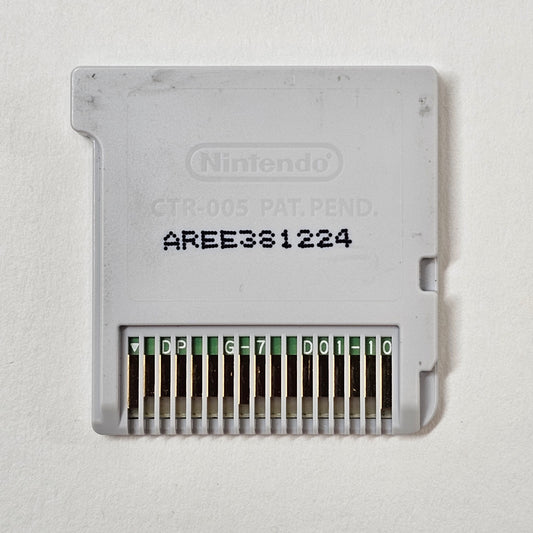 Nintendo®
CTR-005 PAT. PEND.
AREE381224
▼ DP G-7 D01-10